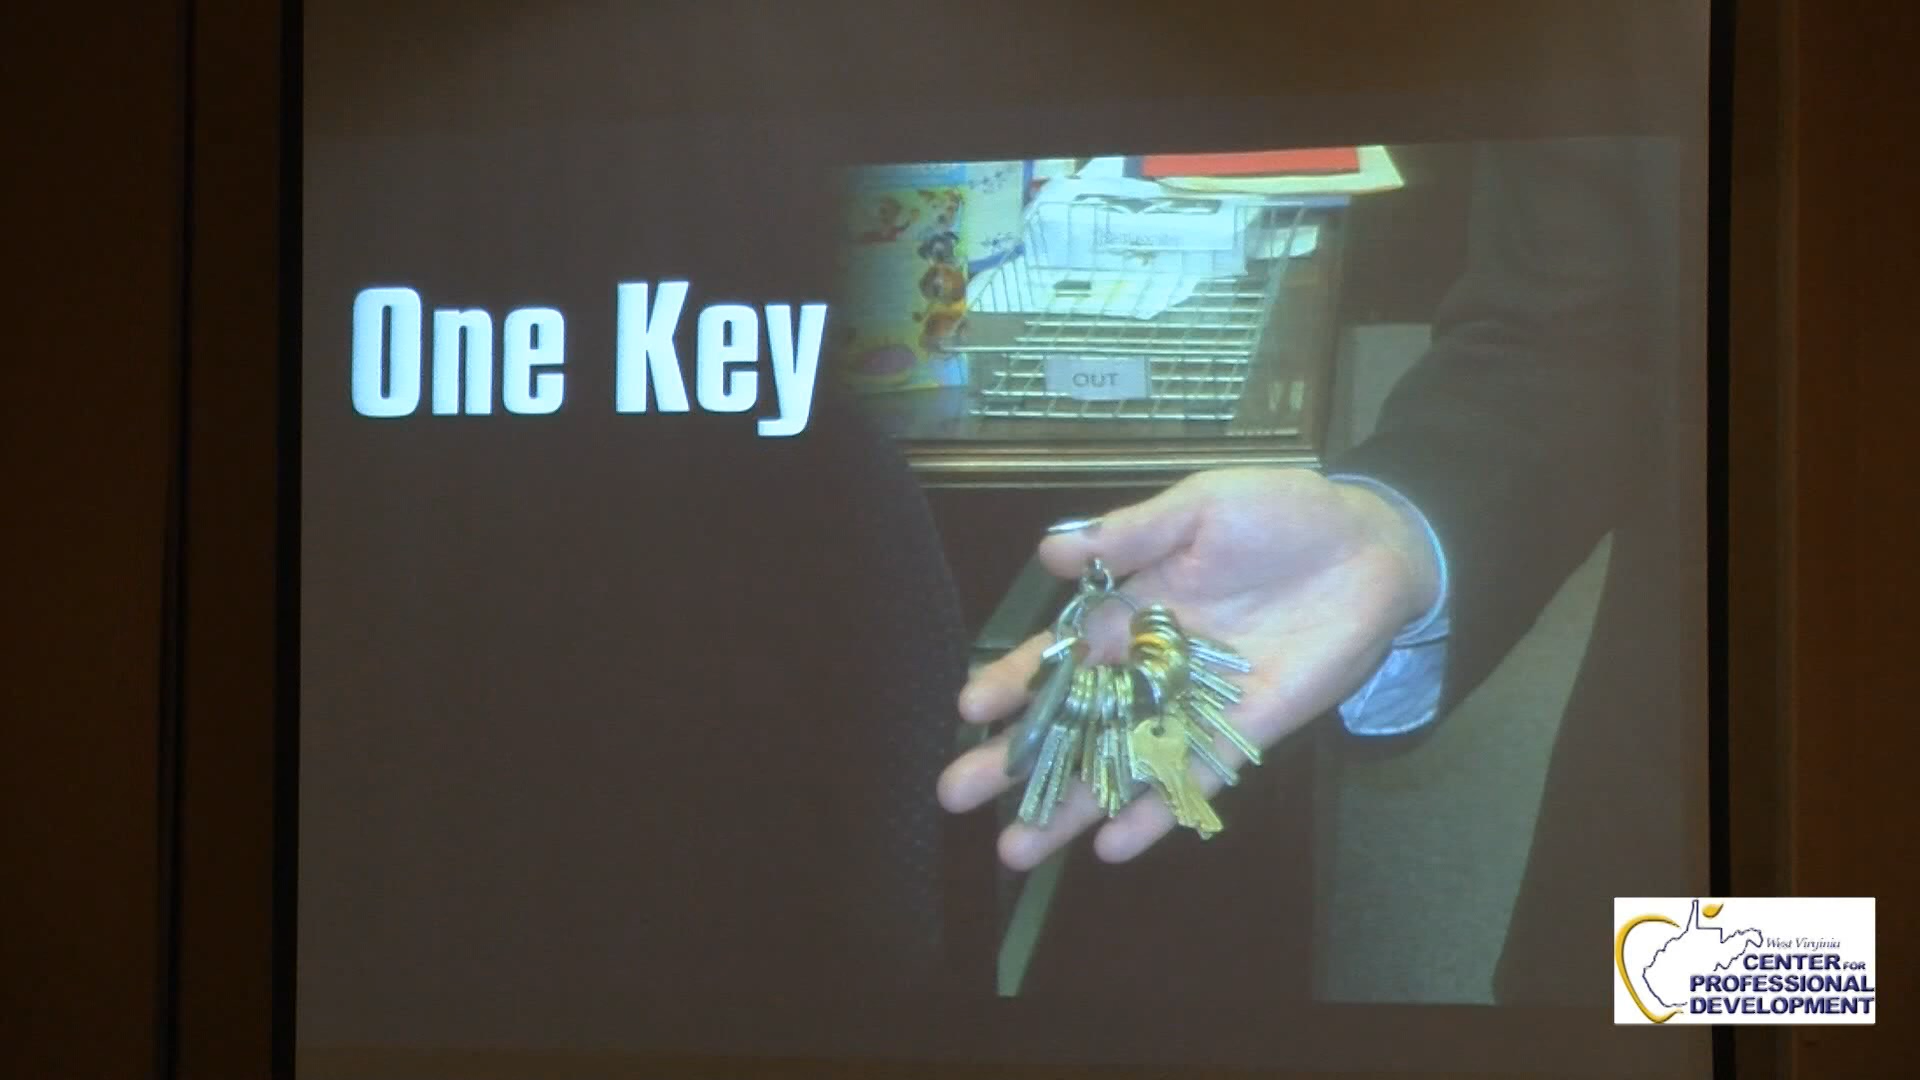 One Key
OUT
West Virginia
CENTER FOR
PROFESSIONAL
DEVELOPMENT